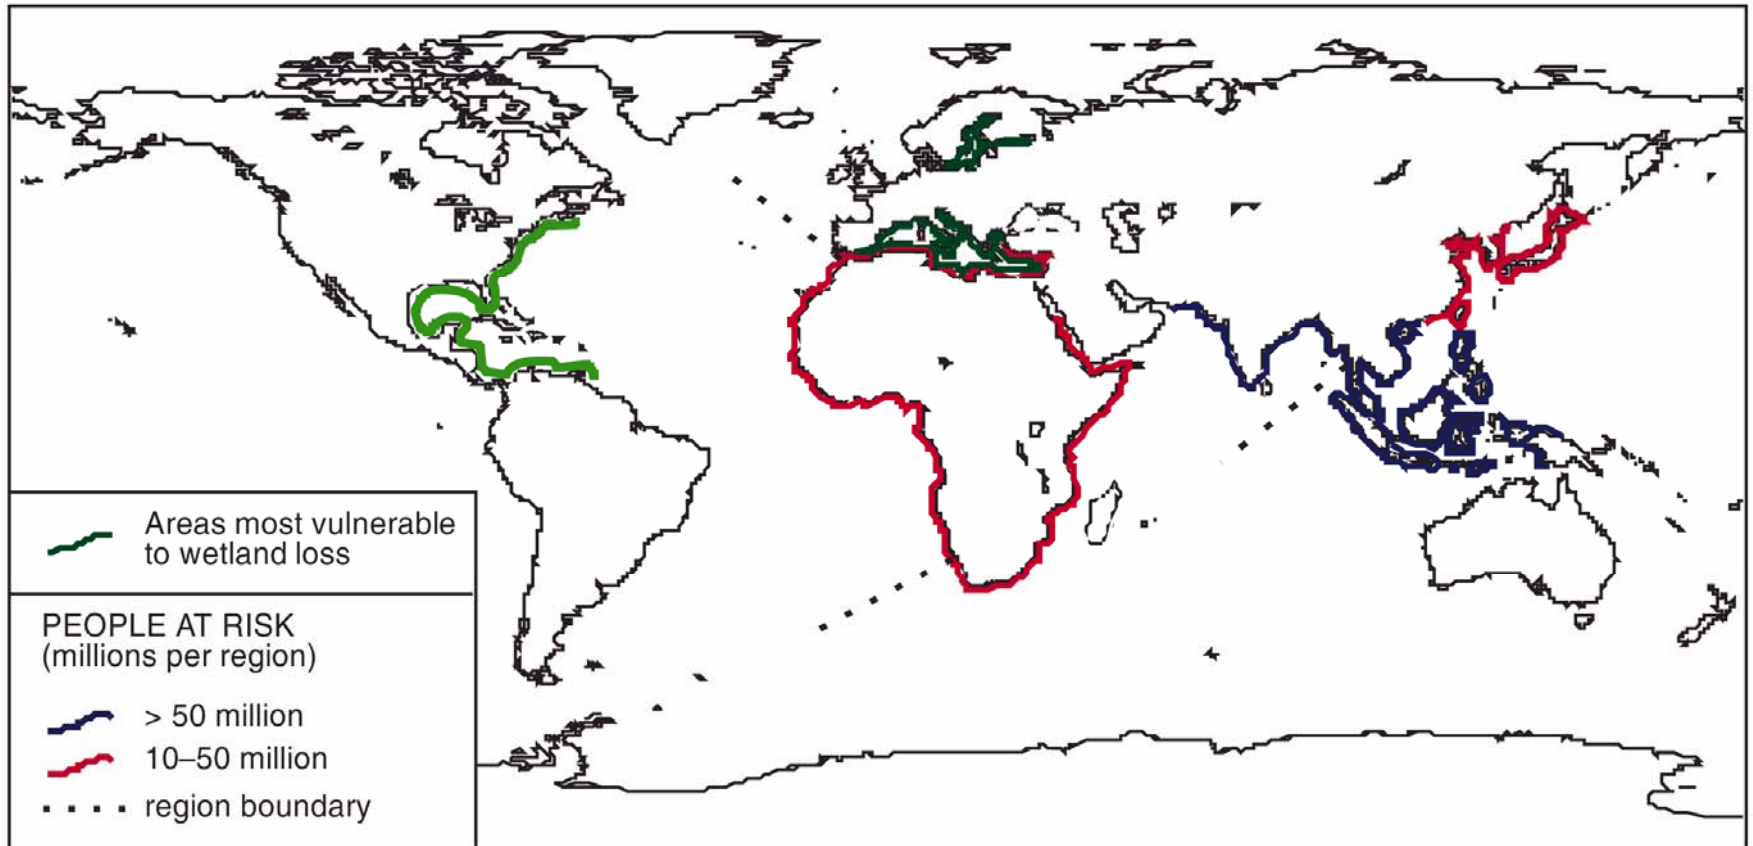 Areas most vulnerable
to wetland loss
PEOPLE AT RISK
(millions per region)
> 50 million
10–50 million
region boundary